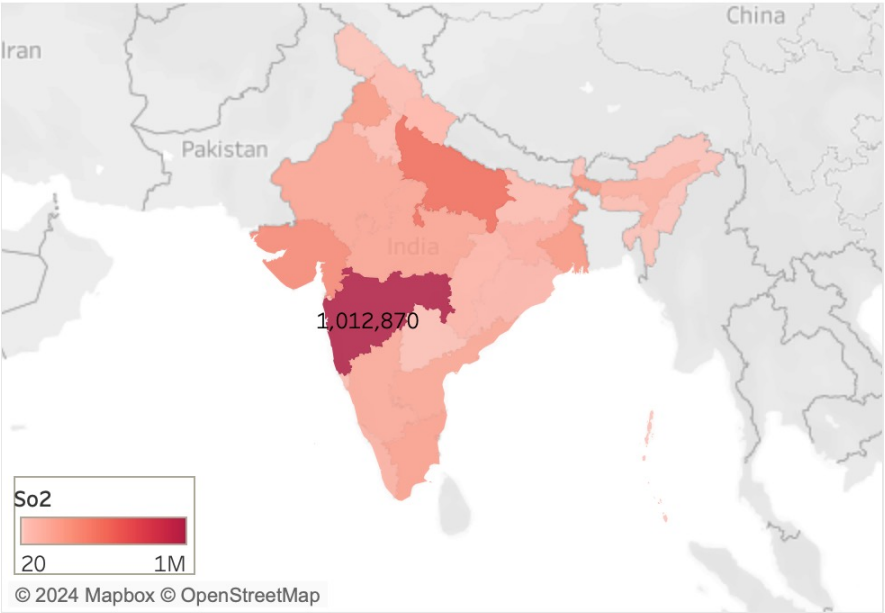 China
Iran
Pakistan
India
1,012,870
So2
20 1M
© 2024 Mapbox © OpenStreetMap